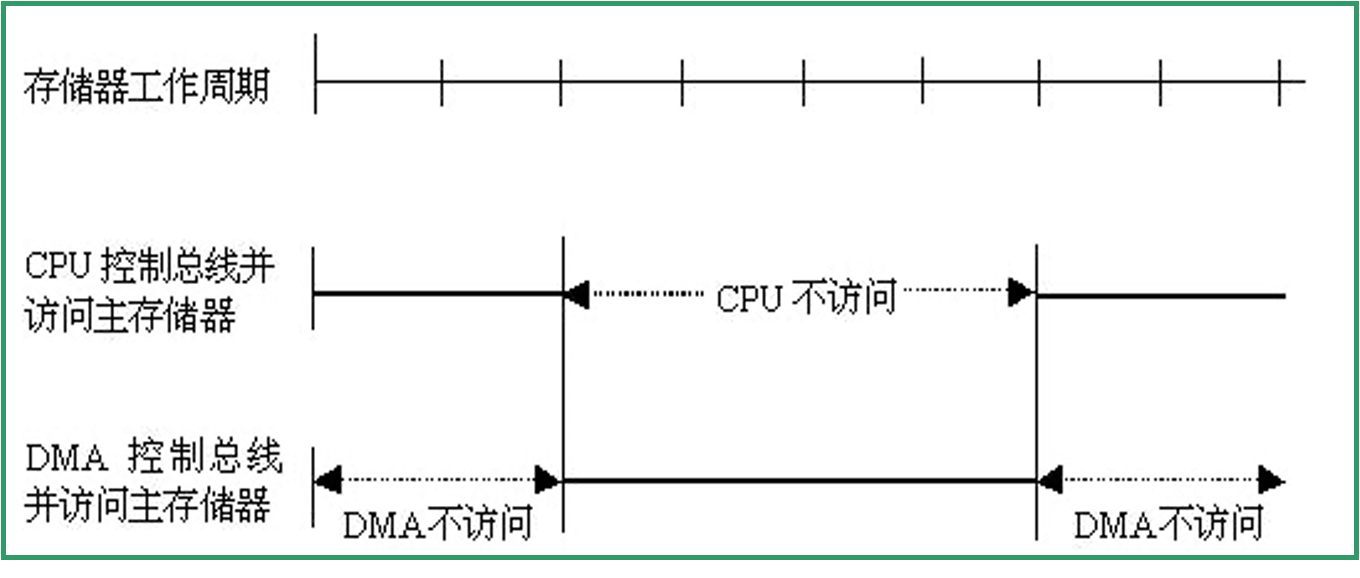 存储器工作周期
CPU 控制总线并
访问主存储器
CPU 不访问
DMA 控制总线
并访问主存储器
DMA不访问
DMA不访问